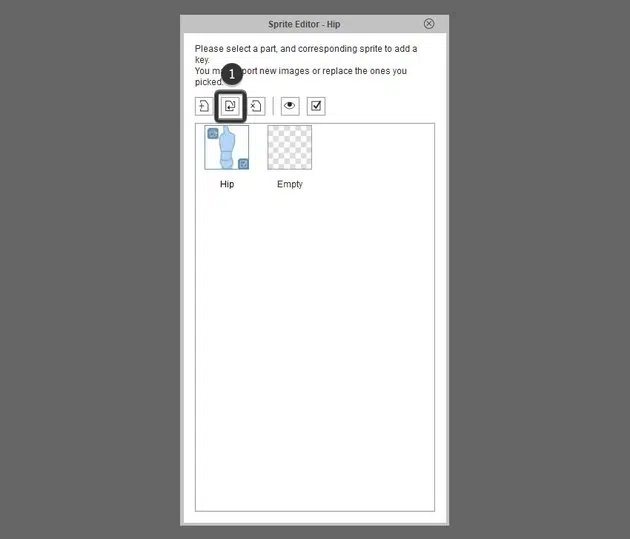 Sprite Editor - Hip
Please select a part, and corresponding sprite to add a
key.
You ma port new images or replace the ones you
picked.
1
Hip
Empty